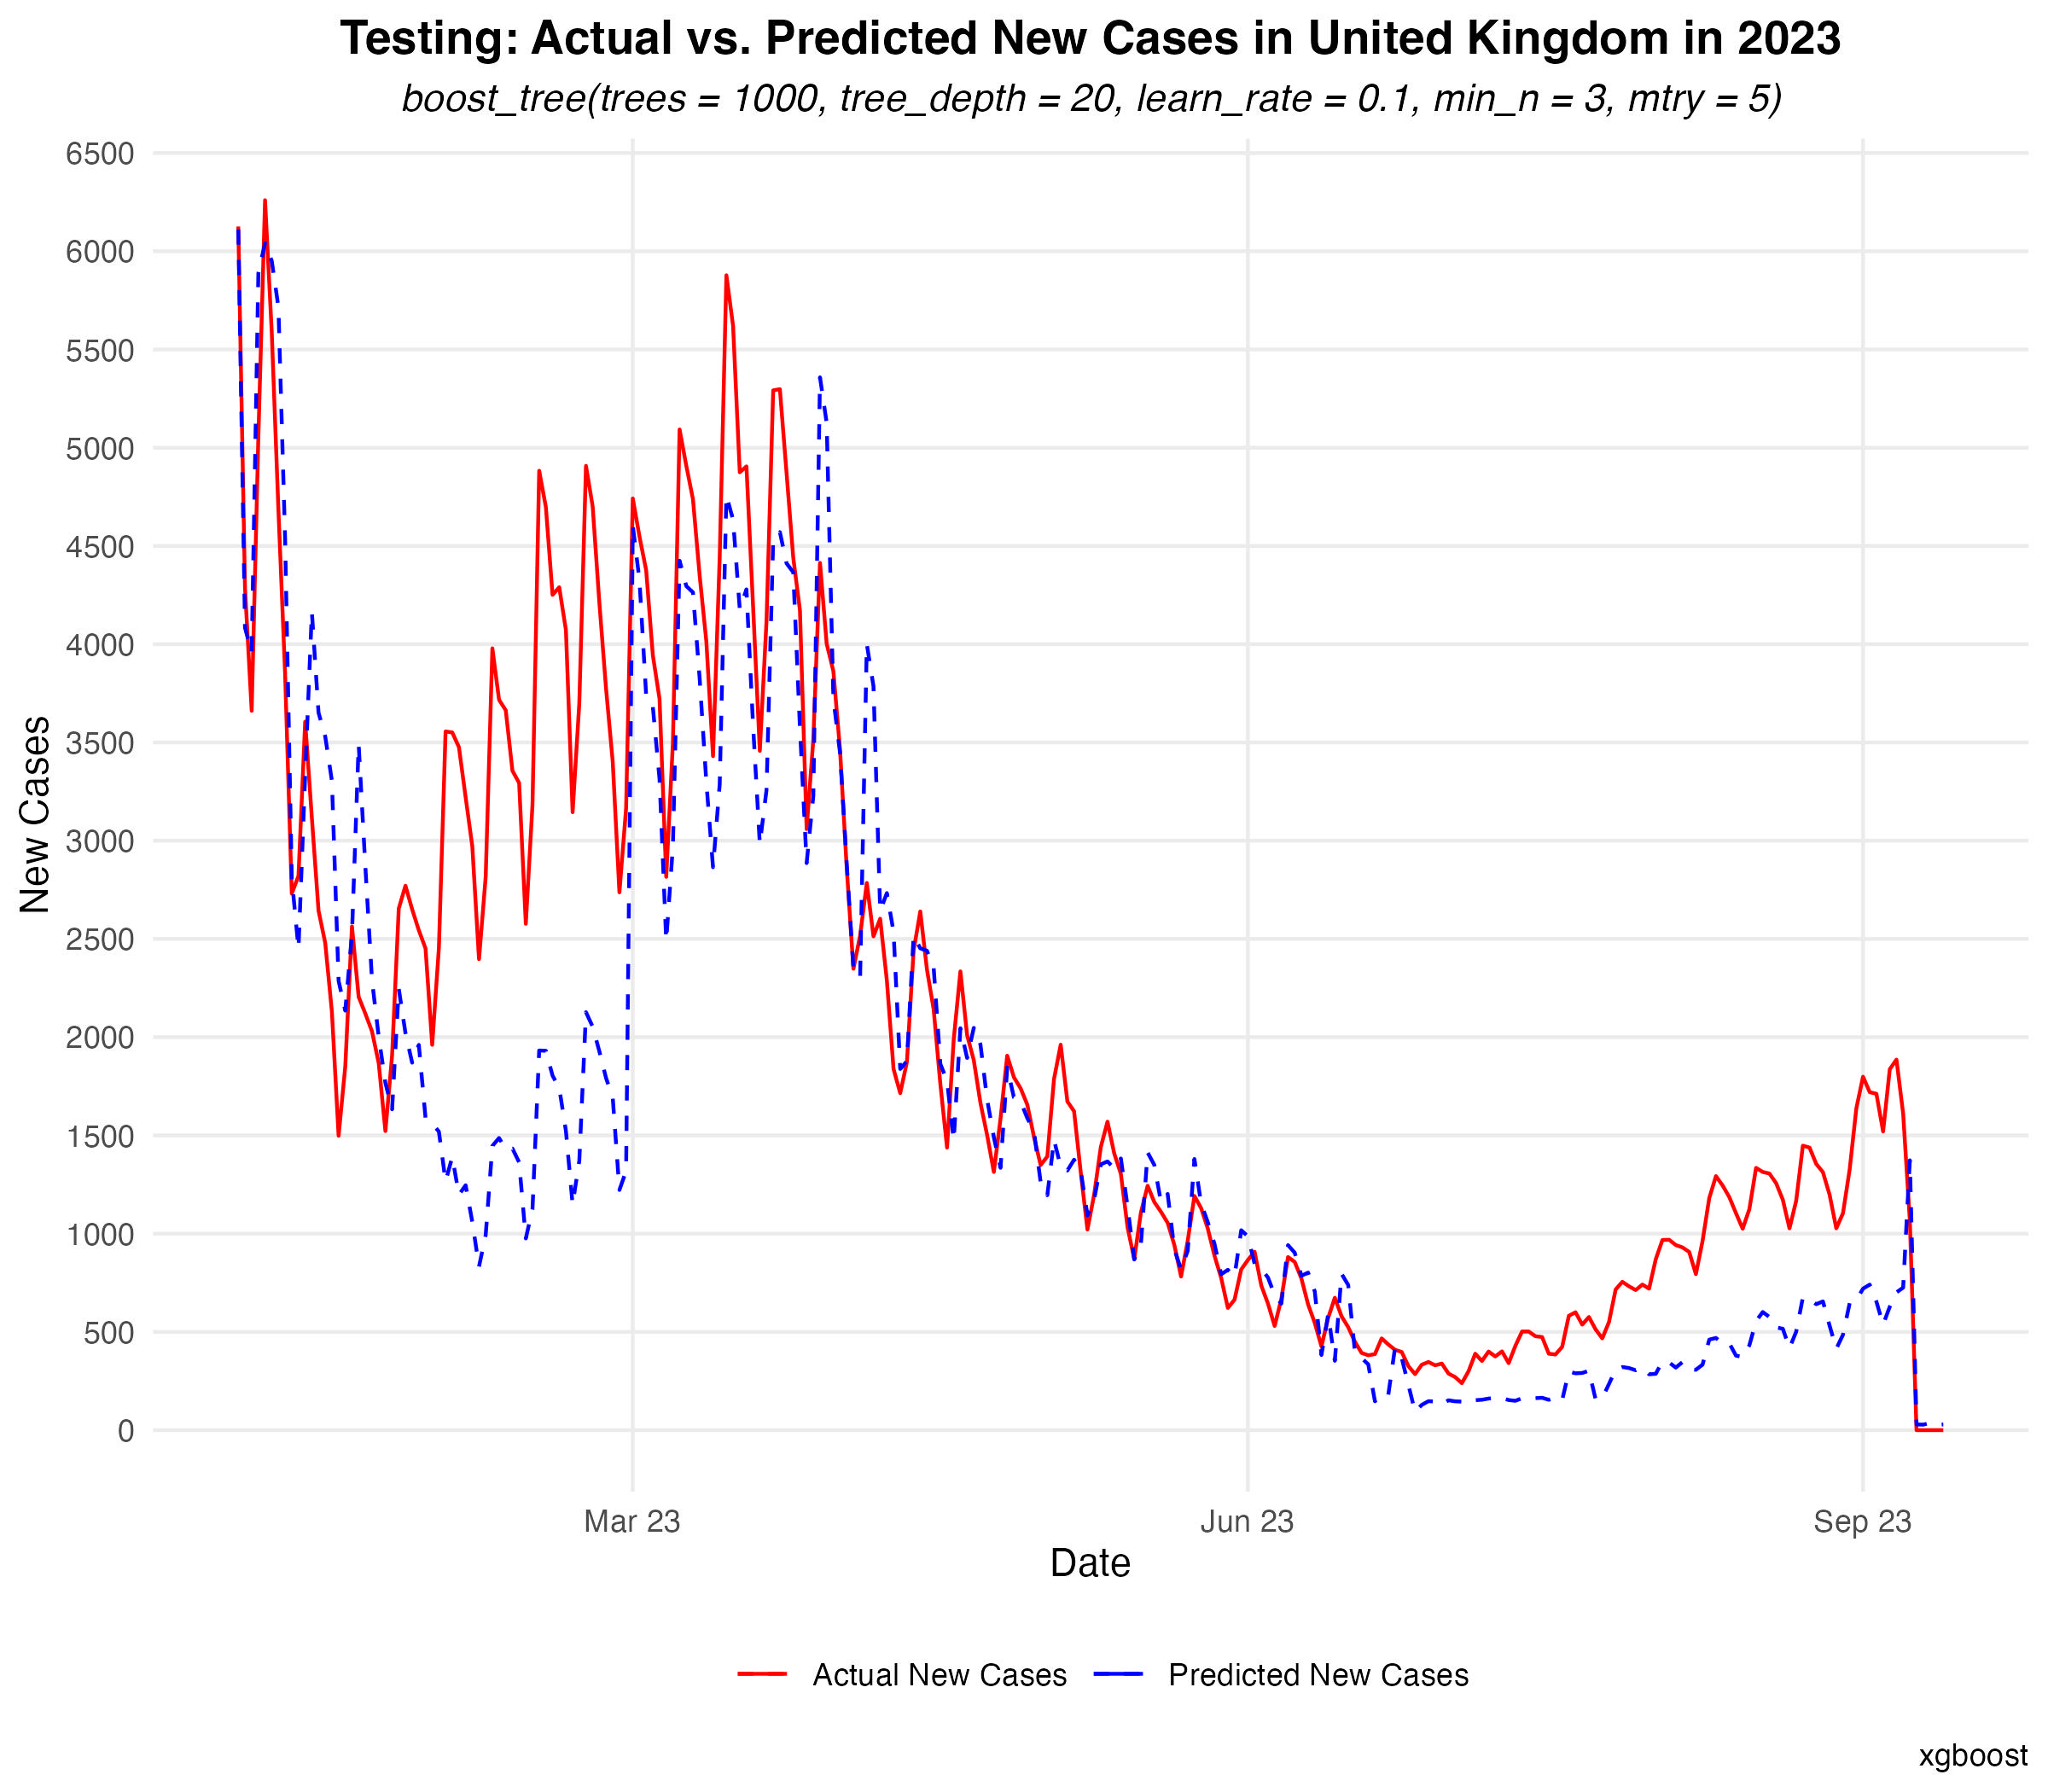 Testing: Actual vs. Predicted New Cases in United Kingdom in 2023
boost_tree(trees = 1000, tree_depth = 20, learn_rate = 0.1, min_n = 3, mtry = 5)
New Cases
6500
6000
5500
5000
4500
4000
3500
3000
2500
2000
1500
1000
500
0
Mar 23 Jun 23 Sep 23
Date
Actual New Cases Predicted New Cases
xgboost